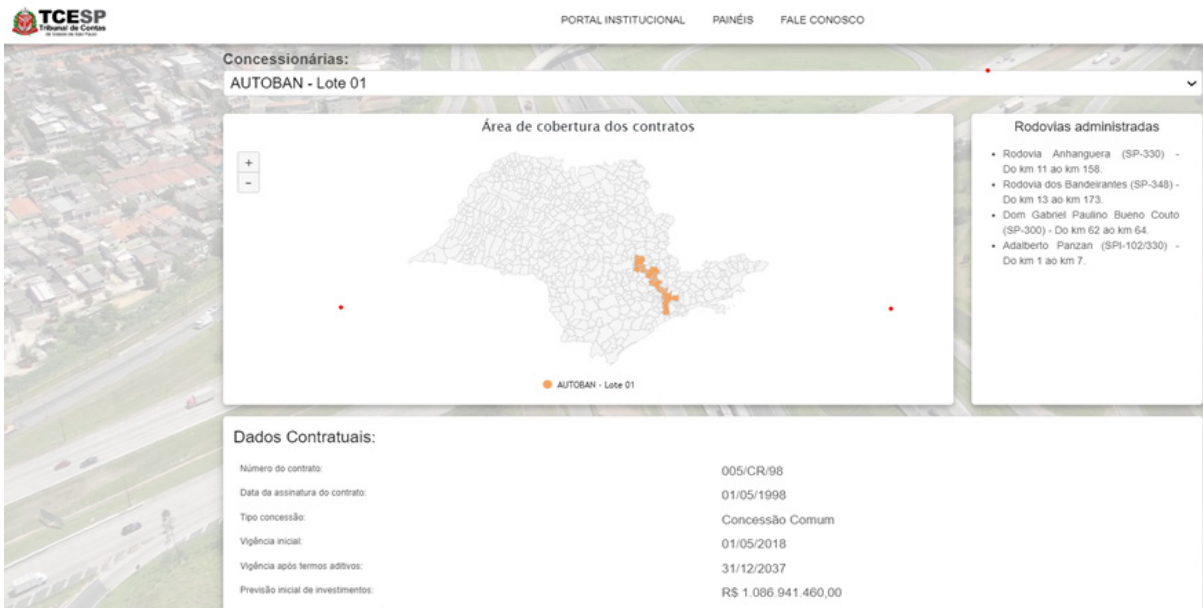 TCESP
Tribunal de Contas
do Estado de São Paulo
PORTAL INSTITUCIONAL PAINÉIS FALE CONOSCO
Concessionárias:
AUTOBAN - Lote 01
Área de cobertura dos contratos
+
-
AUTOBAN - Lote 01
Rodovias administradas
• Rodovia Anhanguera (SP-330) -
Do km 11 ao km 158.
• Rodovia dos Bandeirantes (SP-348) -
Do km 13 ao km 173.
• Dom Gabriel Paulino Bueno Couto
(SP-300) - Do km 62 ao km 64.
• Adalberto Panzan (SPI-102/330) -
Do km 1 ao km 7.
Dados Contratuais:
Número do contrato: 005/CR/98
Data da assinatura do contrato: 01/05/1998
Tipo concessão: Concessão Comum
Vigência inicial: 01/05/2018
Vigência após termos aditivos: 31/12/2037
Previsão inicial de investimentos: R$ 1.086.941.460,00